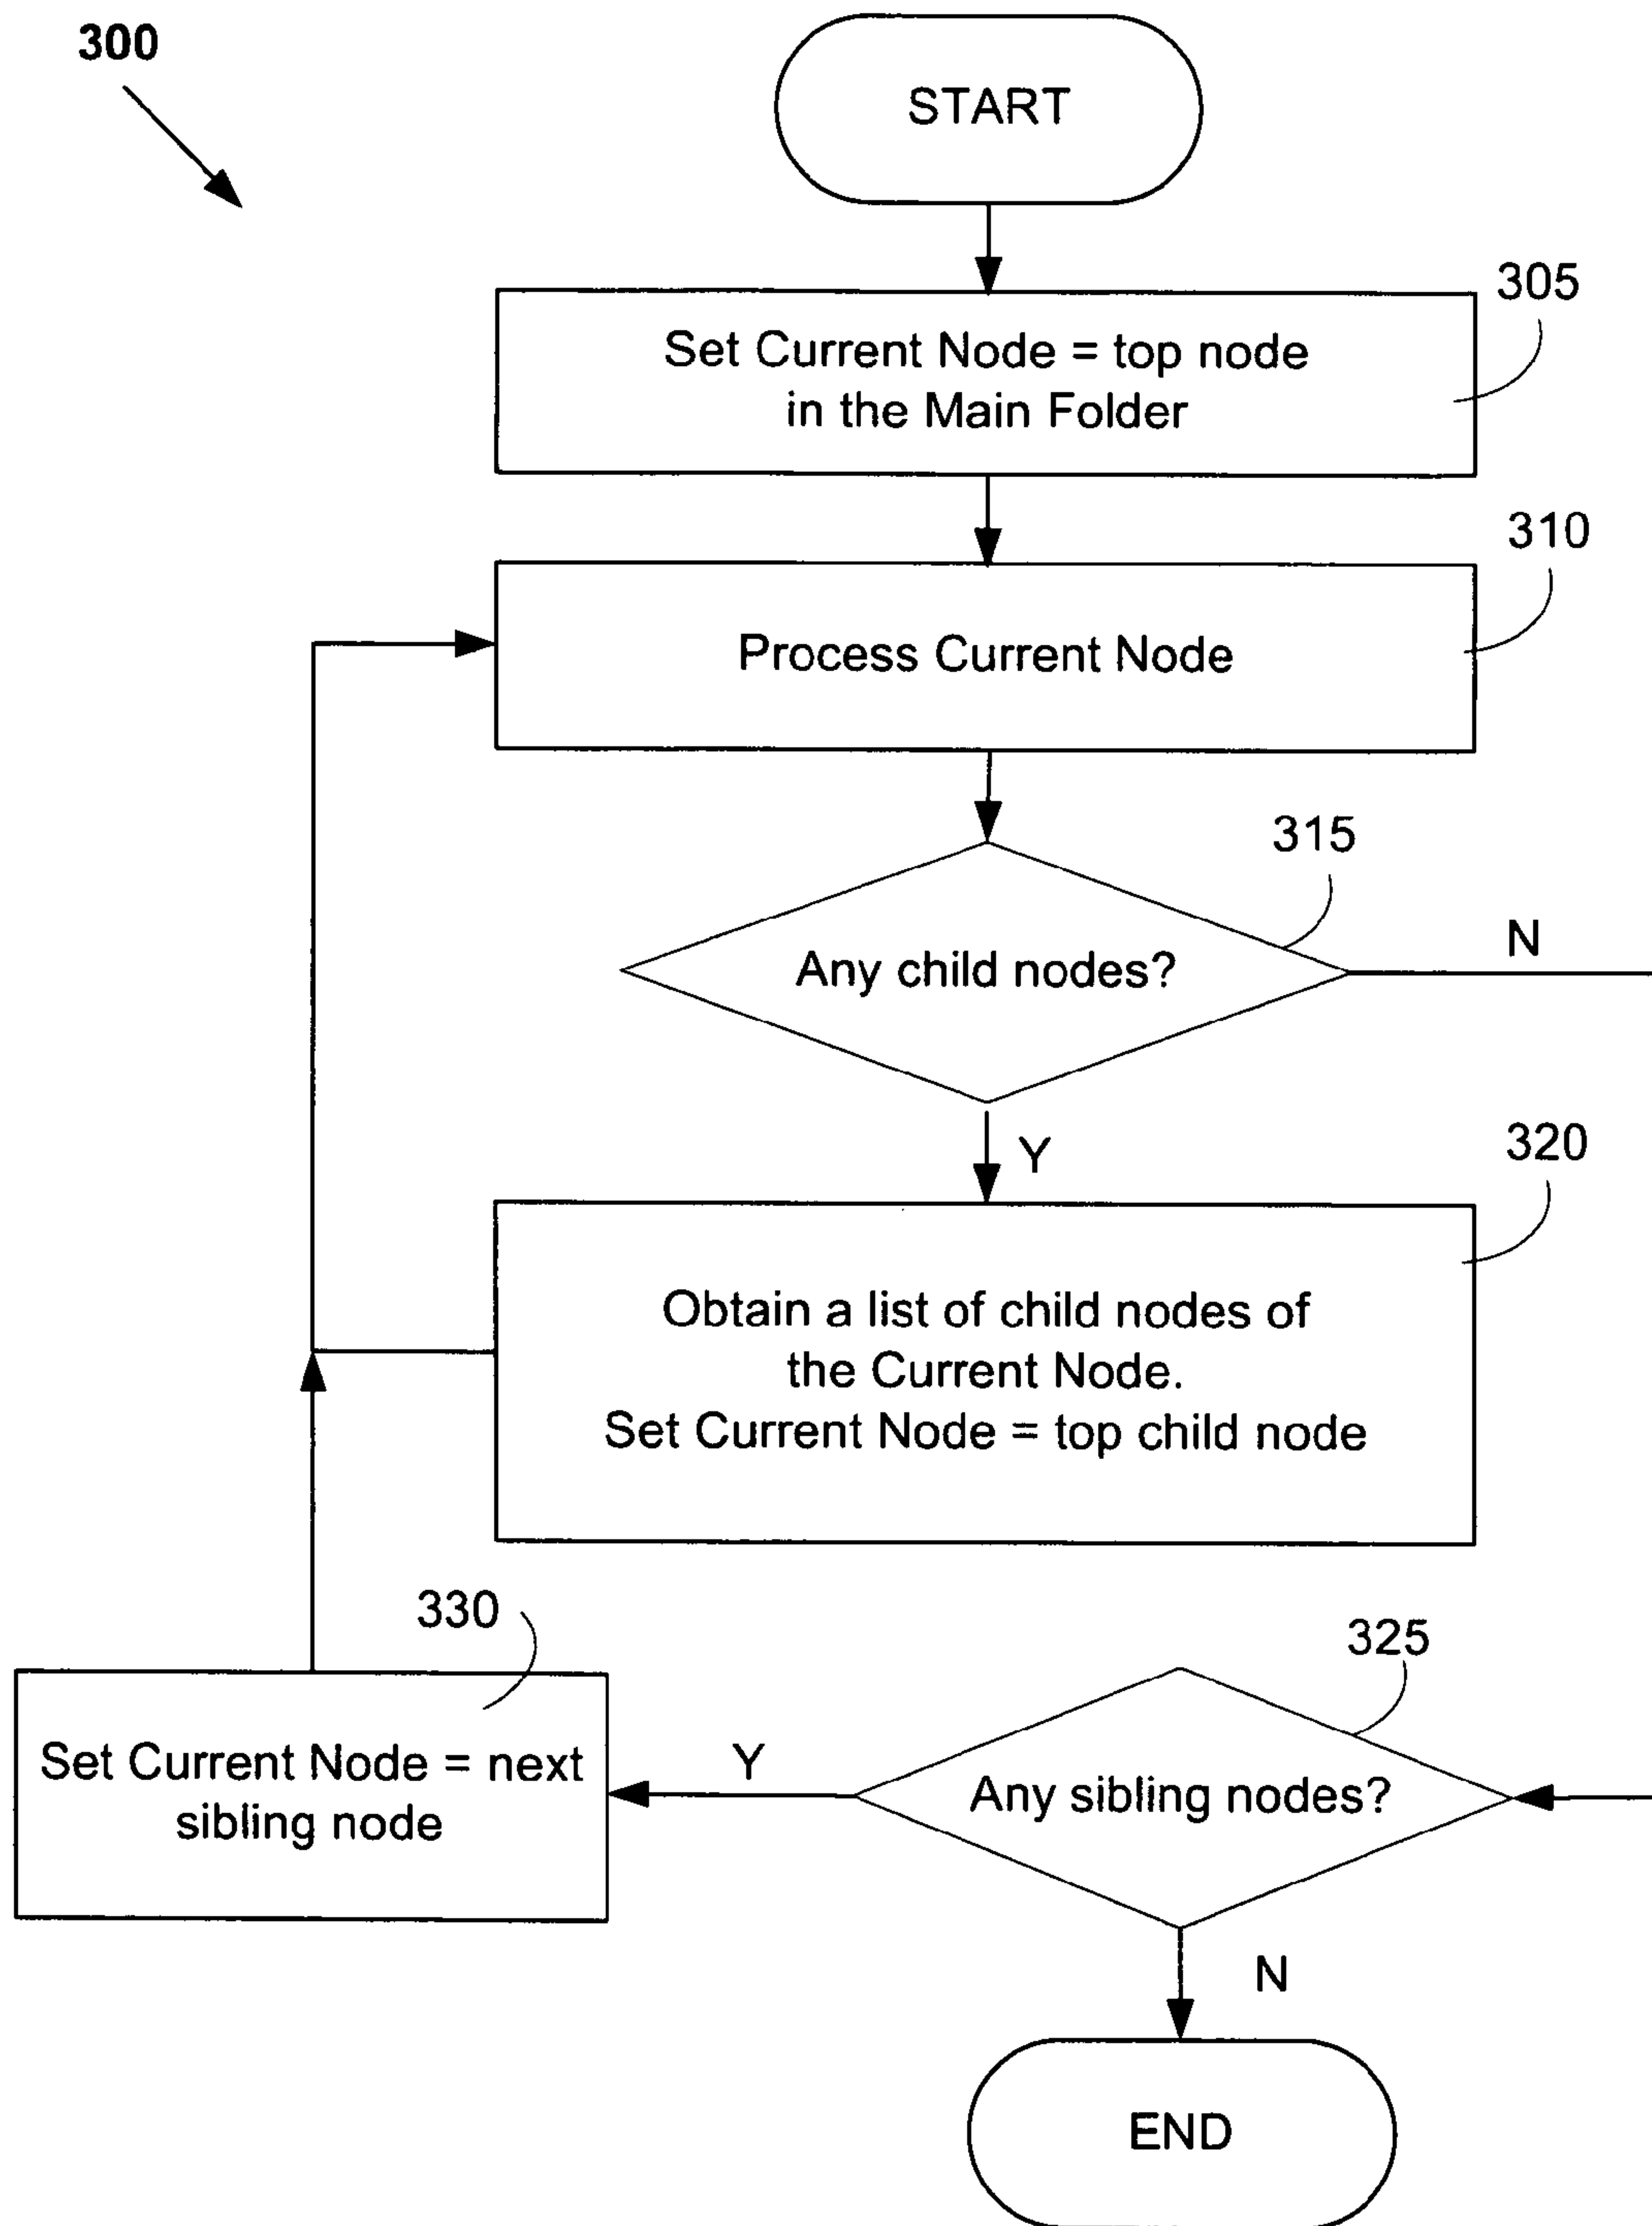 300
START
305
Set Current Node = top node
in the Main Folder
310
Process Current Node
315
Any child nodes?
N
Y
320
Obtain a list of child nodes of
the Current Node.
Set Current Node = top child node
330
325
Set Current Node = next
sibling node
Y
Any sibling nodes?
N
END